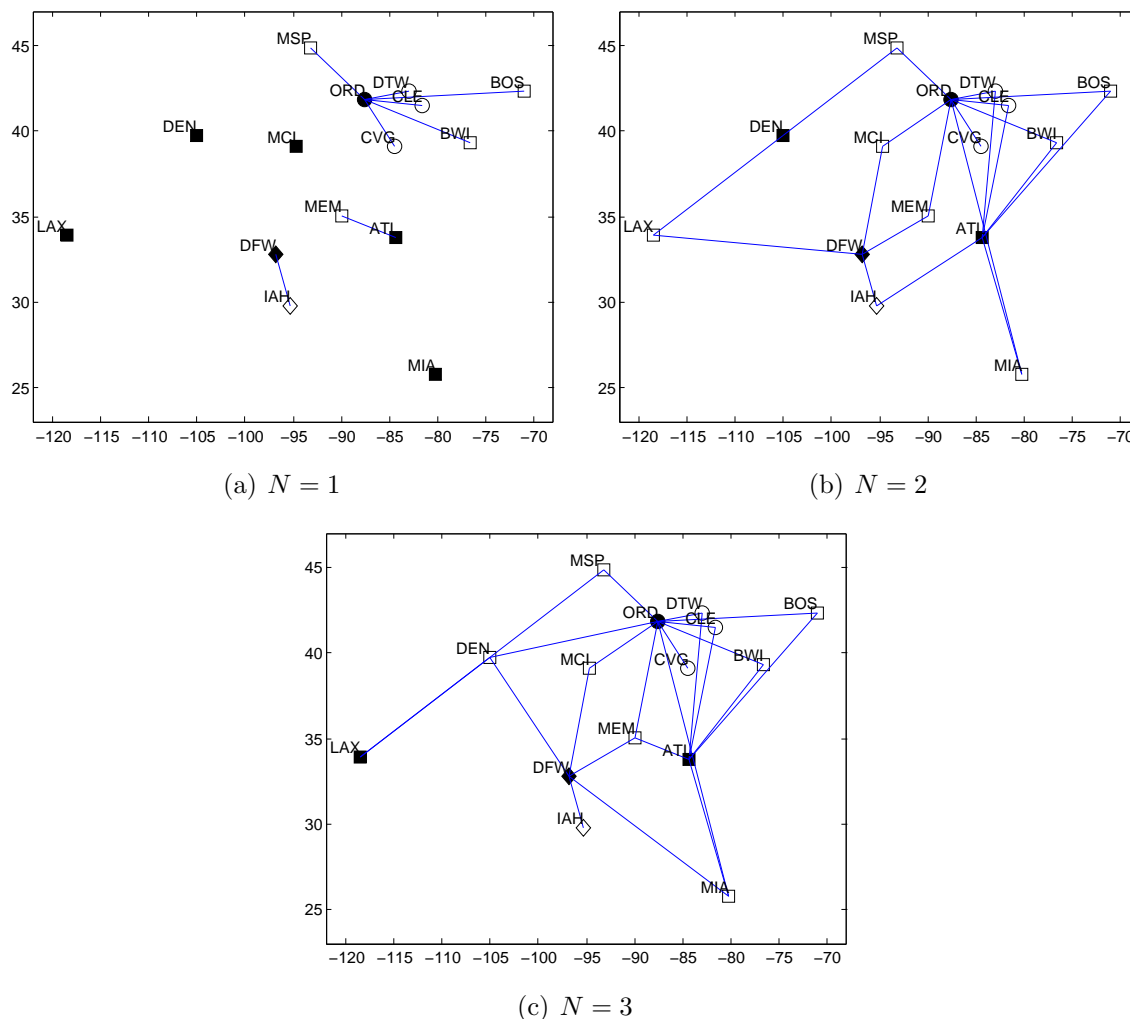 MSP
45
DTW
BOS
ORD
CLE
40
DEN
MCI
CVG
BWI
35
MEM
LAX
ATL
DFW
30
IAH
MIA
25
−120 −115 −110 −105 −100 −95 −90 −85 −80 −75 −70
(a) N = 1
MSP
45
DTW
BOS
ORD
CLE
40
DEN
MCI
CVG
BWI
35
MEM
LAX
ATL
DFW
30
IAH
MIA
25
−120 −115 −110 −105 −100 −95 −90 −85 −80 −75 −70
(b) N = 2
MSP
45
DTW
BOS
ORD
CLE
40
DEN
MCI
CVG
BWI
35
MEM
LAX
ATL
DFW
30
IAH
MIA
25
−120 −115 −110 −105 −100 −95 −90 −85 −80 −75 −70
(c) N = 3